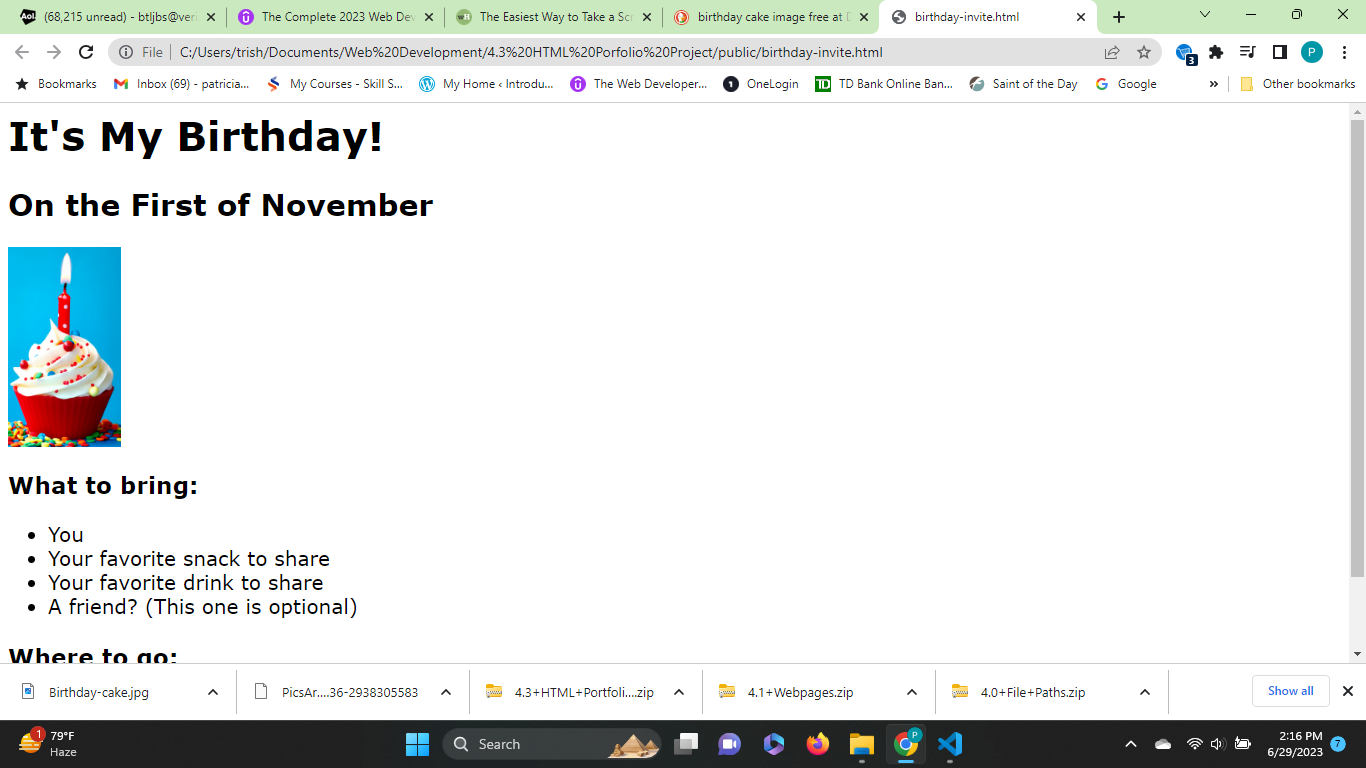 Aol. (68,215 unread) - btljbs@veri
The Complete 2023 Web Dev
The Easiest Way to Take a Scr
birthday cake image free at D
birthday-invite.html
File
C:/Users/trish/Documents/Web%20Development/4.3%20HTML%20Porfolio%20Project/public/birthday-invite.html
3
P
Bookmarks
Inbox (69) - patricia...
My Courses - Skill S...
My Home ‹ Introdu...
The Web Developer...
OneLogin
TD Bank Online Ban...
Saint of the Day
Google
»
Other bookmarks
It's My Birthday!
On the First of November
What to bring:
• You
• Your favorite snack to share
• Your favorite drink to share
• A friend? (This one is optional)
Where to go:
Birthday-cake.jpg
PicsAr....36-2938305583
4.3+HTML+Portfoli....zip
4.1+Webpages.zip
4.0+File+Paths.zip
Show all
1
79°F
Haze
Search
P
2:16 PM
6/29/2023
7